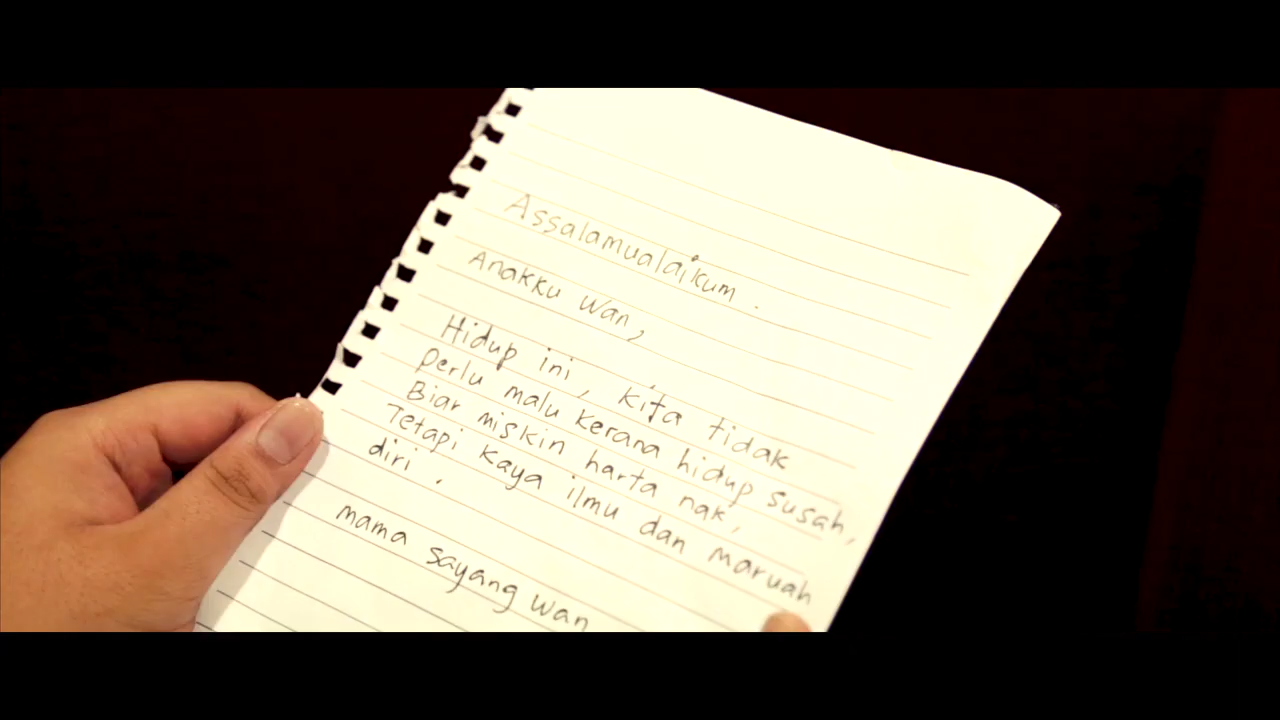 Assalamualaikum.
Anakku Wan,
Hidup ini, kita tidak
perlu malu kerana hidup susah,
Biar miskin harta nak,
Tetapi kaya ilmu dan maruah
diri.
mama sayang wan